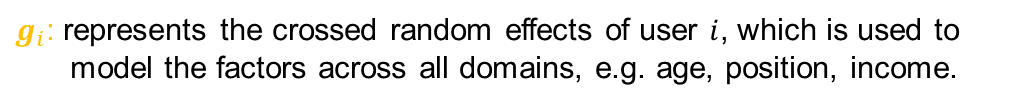 gᵢ: represents the crossed random effects of user i, which is used to
model the factors across all domains, e.g. age, position, income.